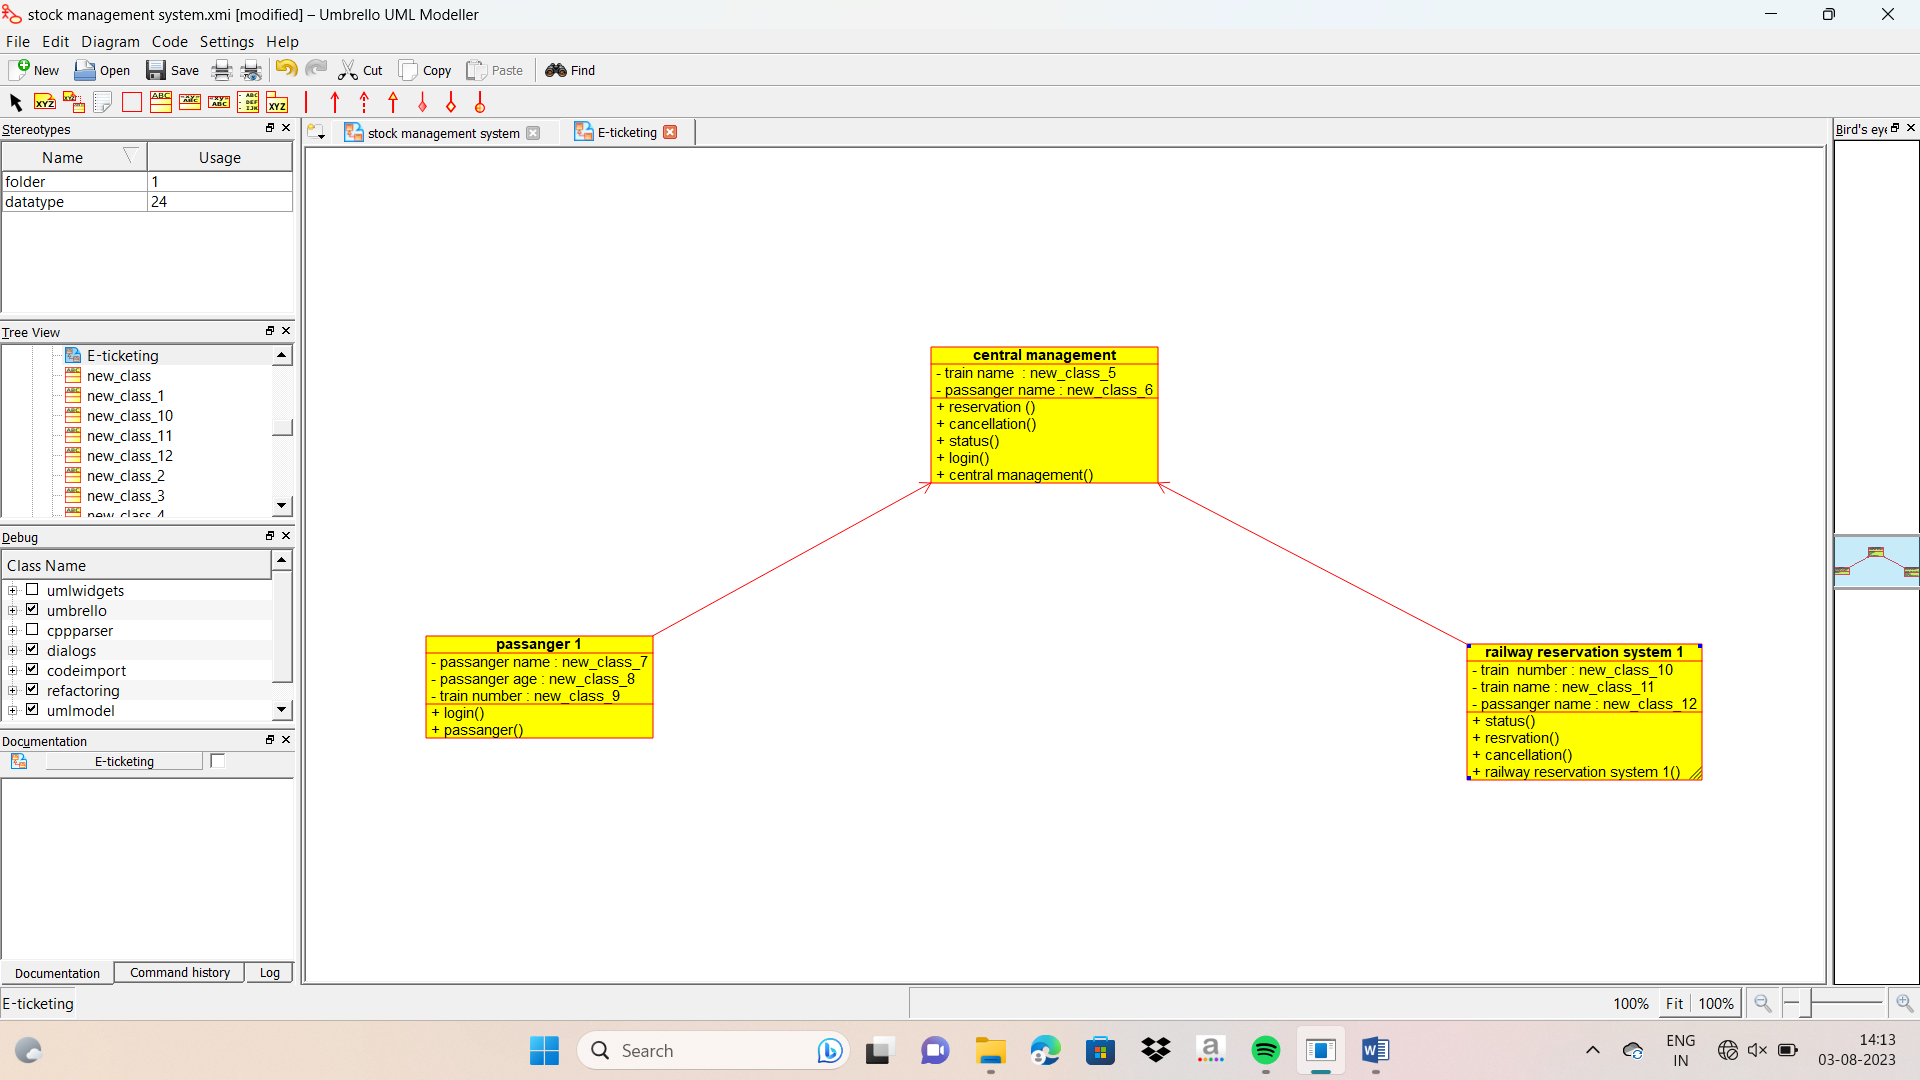 stock management system.xmi [modified] – Umbrello UML Modeller
File Edit Diagram Code Settings Help
New Open Save Cut Copy Paste Find
Stereotypes
Name Usage
folder 1
datatype 24
Tree View
E-ticketing
new_class
new_class_1
new_class_10
new_class_11
new_class_12
new_class_2
new_class_3
new_class_4
Debug
Class Name
umlwidgets
umbrello
cppparser
dialogs
codeimport
refactoring
umlmodel
Documentation
E-ticketing
Documentation Command history Log
E-ticketing
stock management system E-ticketing
central management
- train name : new_class_5
- passanger name : new_class_6
+ reservation ()
+ cancellation()
+ status()
+ login()
+ central management()
passanger 1
- passanger name : new_class_7
- passanger age : new_class_8
- train number : new_class_9
+ login()
+ passanger()
railway reservation system 1
- train number : new_class_10
- train name : new_class_11
- passanger name : new_class_12
+ status()
+ resrvation()
+ cancellation()
+ railway reservation system 1()
Bird's eye
100% Fit 100%
Search
ENG
IN
14:13
03-08-2023